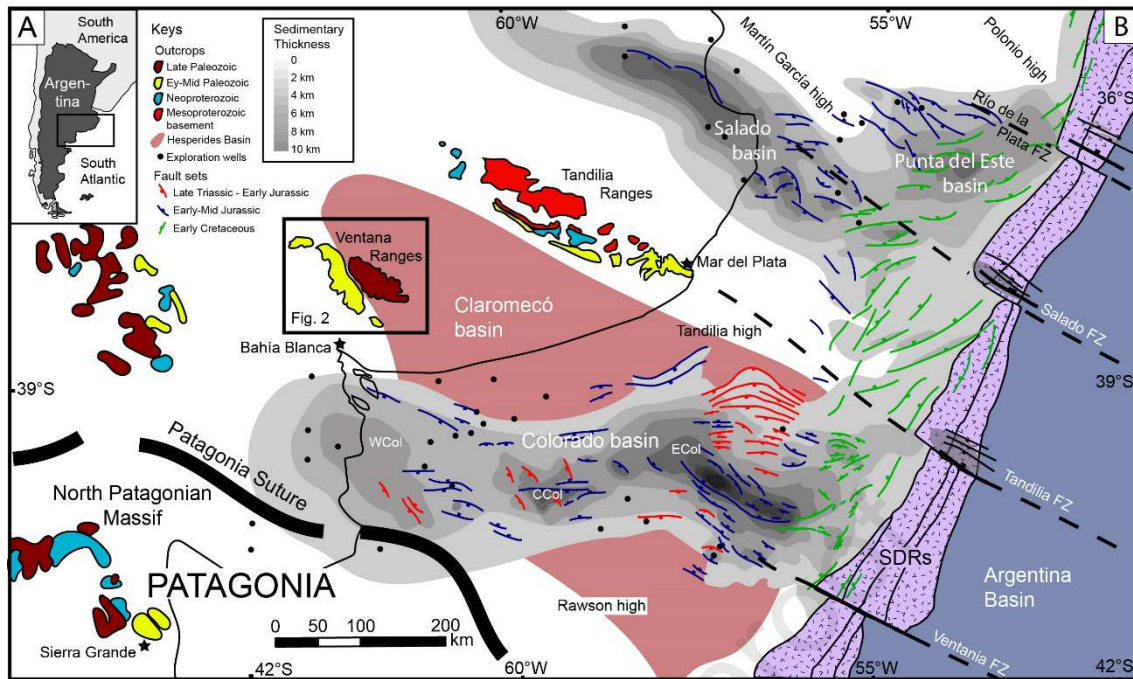 A
South
America
Argen-
tina
South
Atlantic
Keys
Outcrops
Late Paleozoic
Ey-Mid Paleozoic
Neoproterozoic
Mesoproterozoic
basement
Hesperides Basin
Exploration wells
Fault sets
Late Triassic - Early Jurassic
Early-Mid Jurassic
Early Cretaceous
Sedimentary
Thickness
0
2 km
4 km
6 km
8 km
10 km
60°W
55°W
B
Martín García high
Polonio high
36°S
Río de la
Plata FZ
Salado
basin
Punta del Este
basin
Tandilia
Ranges
Ventana
Ranges
Fig. 2
Mar del Plata
Claromecó
basin
Tandilia high
Salado FZ
Bahía Blanca
39°S
39°S
WCol
Colorado basin
ECol
CCol
Patagonia Suture
North Patagonian
Massif
Tandilia FZ
SDRs
PATAGONIA
Argentina
Basin
Rawson high
0
50
100
200
km
Ventania FZ
Sierra Grande
42°S
60°W
55°W
42°S